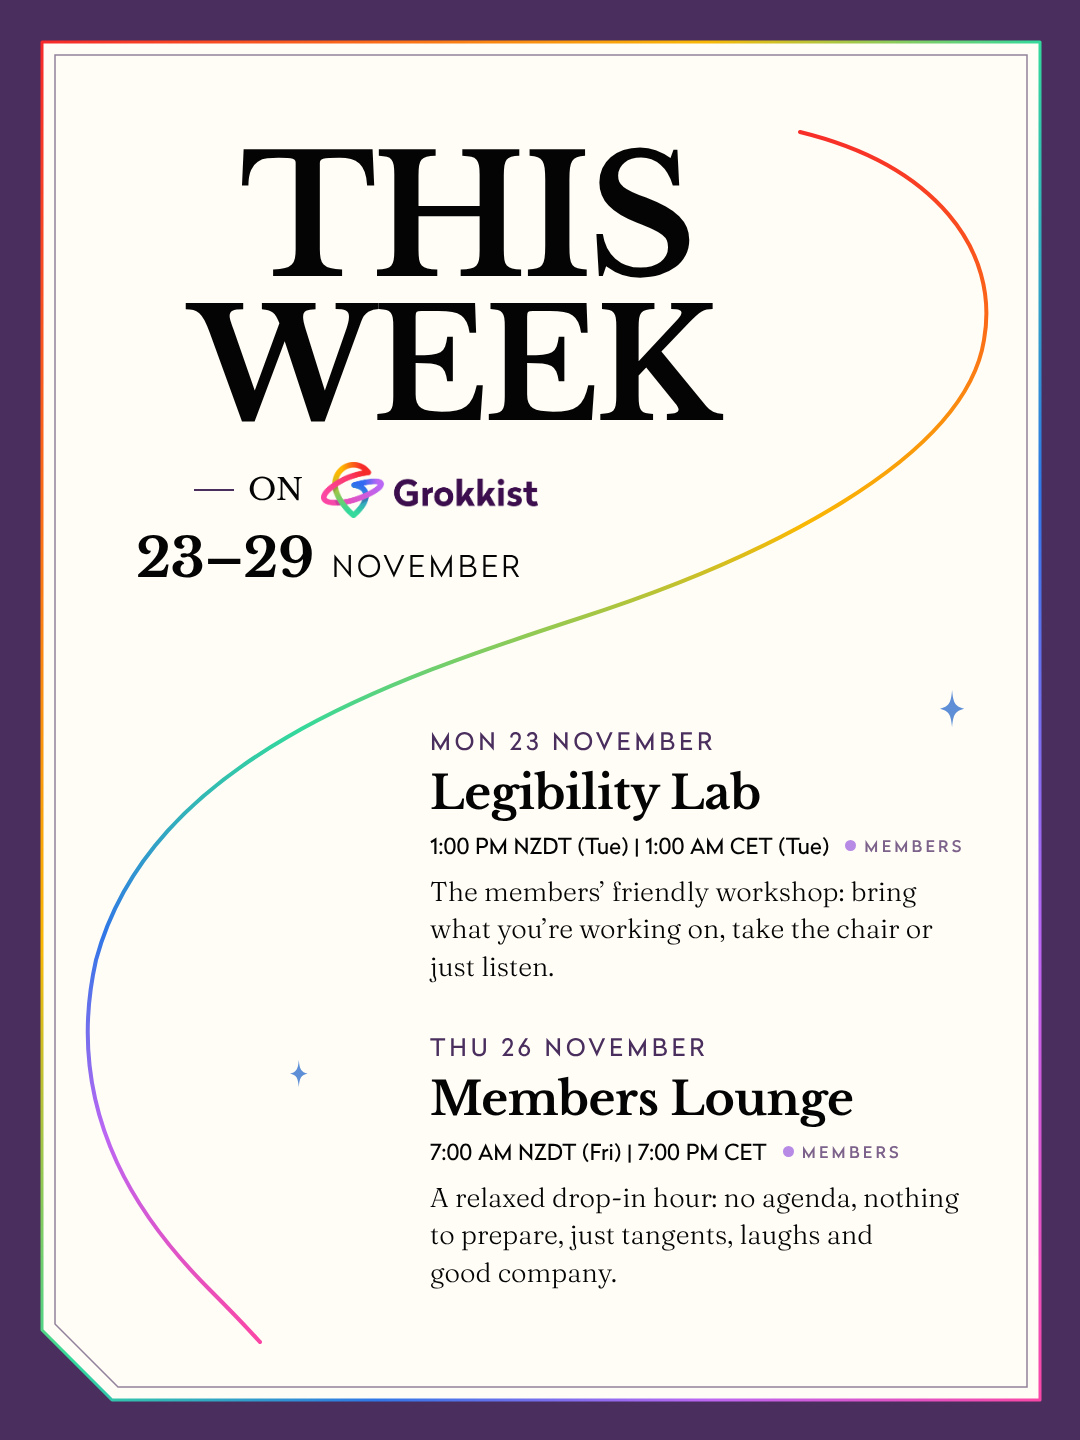 THIS
WEEK
— ON Grokkist
23–29 NOVEMBER
MON 23 NOVEMBER
Legibility Lab
1:00 PM NZDT (Tue) | 1:00 AM CET (Tue) MEMBERS
The members’ friendly workshop: bring
what you’re working on, take the chair or
just listen.
THU 26 NOVEMBER
Members Lounge
7:00 AM NZDT (Fri) | 7:00 PM CET MEMBERS
A relaxed drop-in hour: no agenda, nothing
to prepare, just tangents, laughs and
good company.